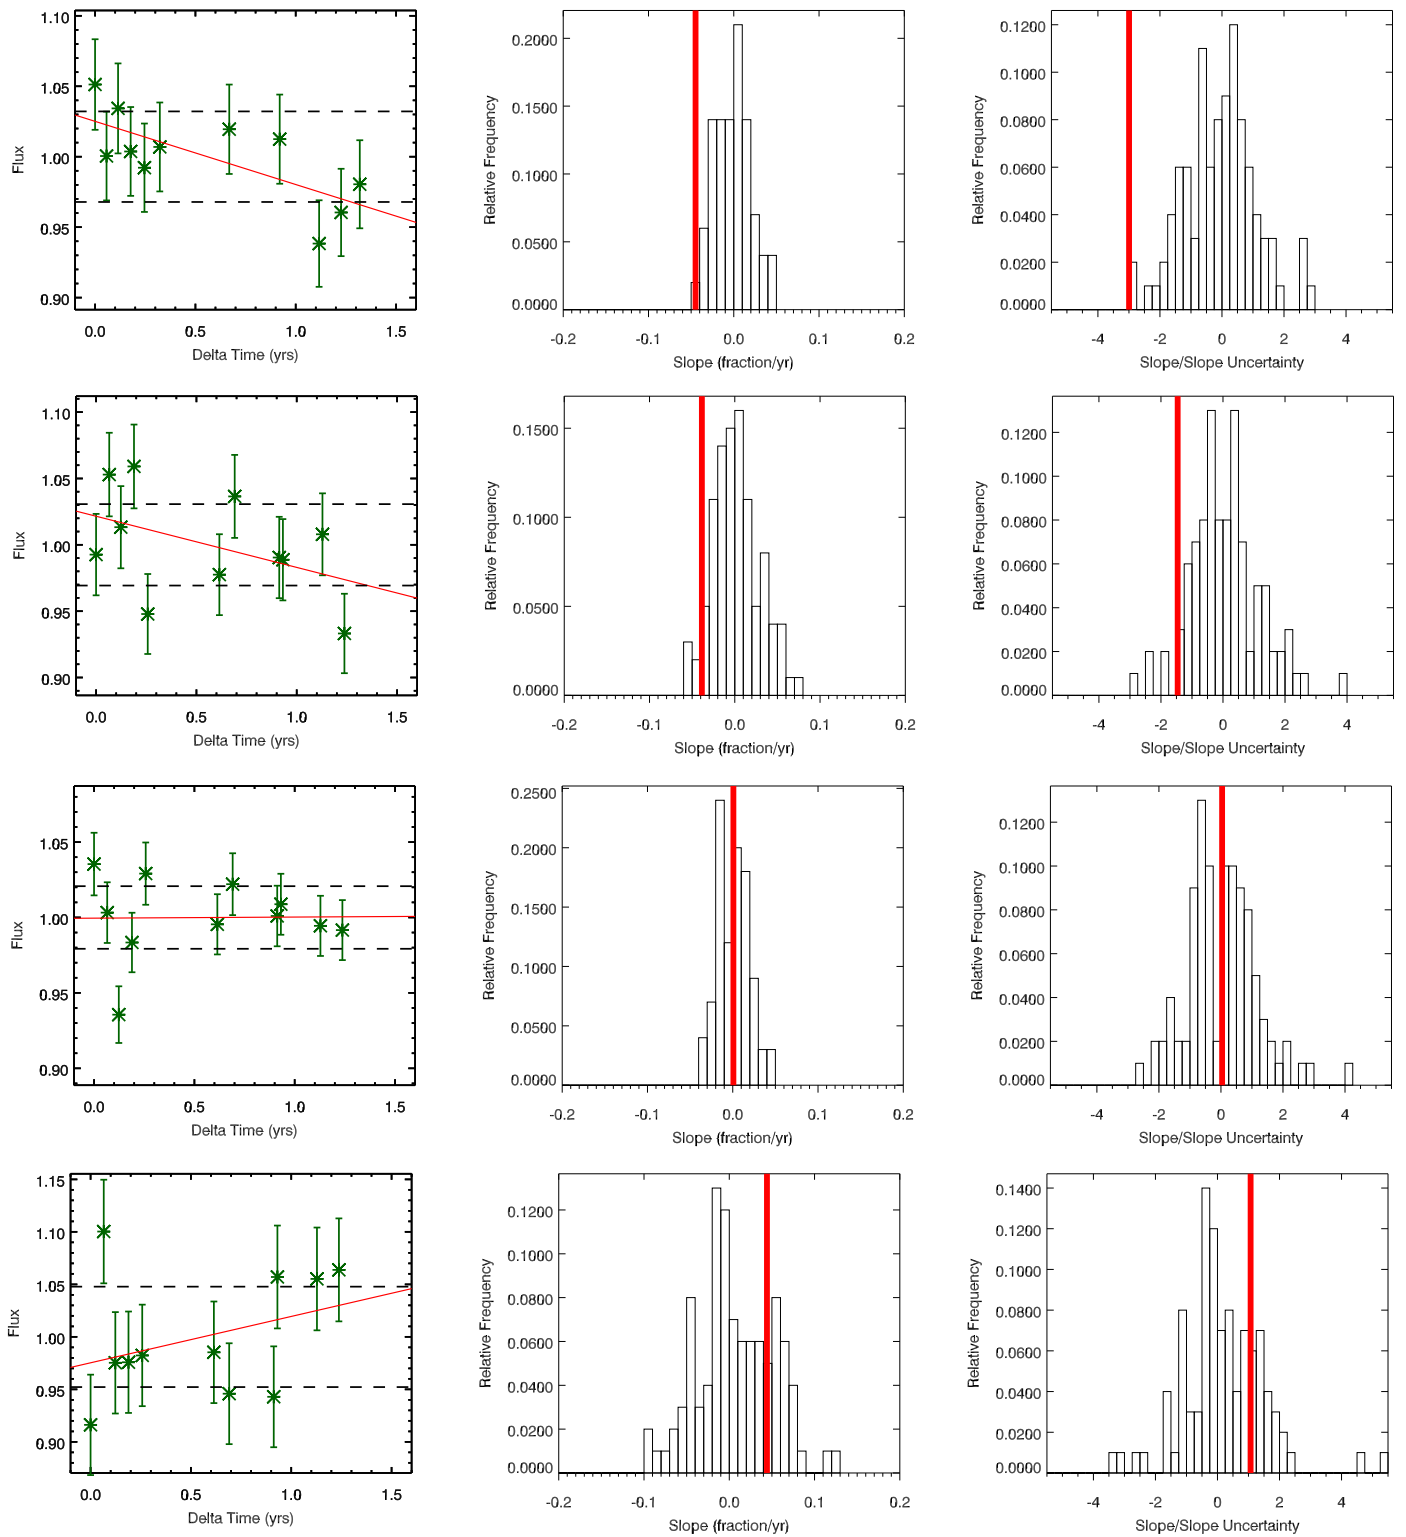 1.10
1.05
1.00
0.95
0.90
Flux
0.0 0.5 1.0 1.5
Delta Time (yrs)
0.2000
0.1500
0.1000
0.0500
0.0000
Relative Frequency
-0.2 -0.1 0.0 0.1 0.2
Slope (fraction/yr)
0.1200
0.1000
0.0800
0.0600
0.0400
0.0200
0.0000
Relative Frequency
-4 -2 0 2 4
Slope/Slope Uncertainty
1.10
1.05
1.00
0.95
0.90
Flux
0.0 0.5 1.0 1.5
Delta Time (yrs)
0.1500
0.1000
0.0500
0.0000
Relative Frequency
-0.2 -0.1 0.0 0.1 0.2
Slope (fraction/yr)
0.1200
0.1000
0.0800
0.0600
0.0400
0.0200
0.0000
Relative Frequency
-4 -2 0 2 4
Slope/Slope Uncertainty
1.05
1.00
0.95
0.90
Flux
0.0 0.5 1.0 1.5
Delta Time (yrs)
0.2500
0.2000
0.1500
0.1000
0.0500
0.0000
Relative Frequency
-0.2 -0.1 0.0 0.1 0.2
Slope (fraction/yr)
0.1200
0.1000
0.0800
0.0600
0.0400
0.0200
0.0000
Relative Frequency
-4 -2 0 2 4
Slope/Slope Uncertainty
1.15
1.10
1.05
1.00
0.95
0.90
Flux
0.0 0.5 1.0 1.5
Delta Time (yrs)
0.1200
0.1000
0.0800
0.0600
0.0400
0.0200
0.0000
Relative Frequency
-0.2 -0.1 0.0 0.1 0.2
Slope (fraction/yr)
0.1400
0.1200
0.1000
0.0800
0.0600
0.0400
0.0200
0.0000
Relative Frequency
-4 -2 0 2 4
Slope/Slope Uncertainty